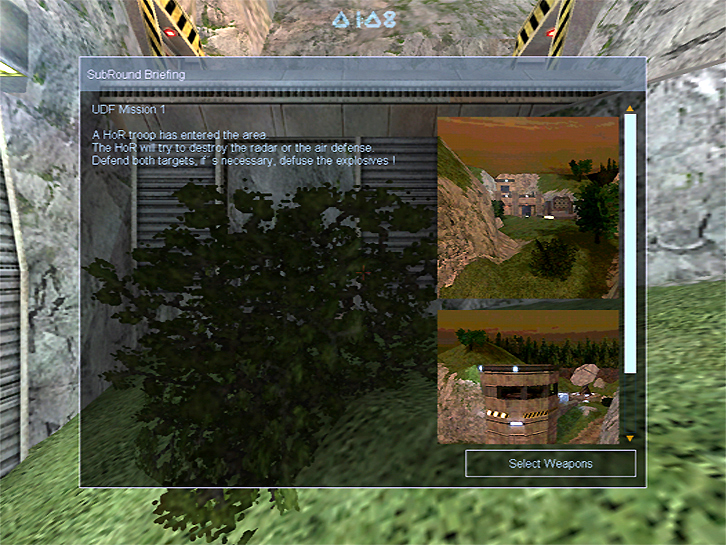 SubRound Briefing
UDF Mission 1
A HoR troop has entered the area.
The HoR will try to destroy the radar or the air defense.
Defend both targets, if´s necessary, defuse the explosives !
Select Weapons